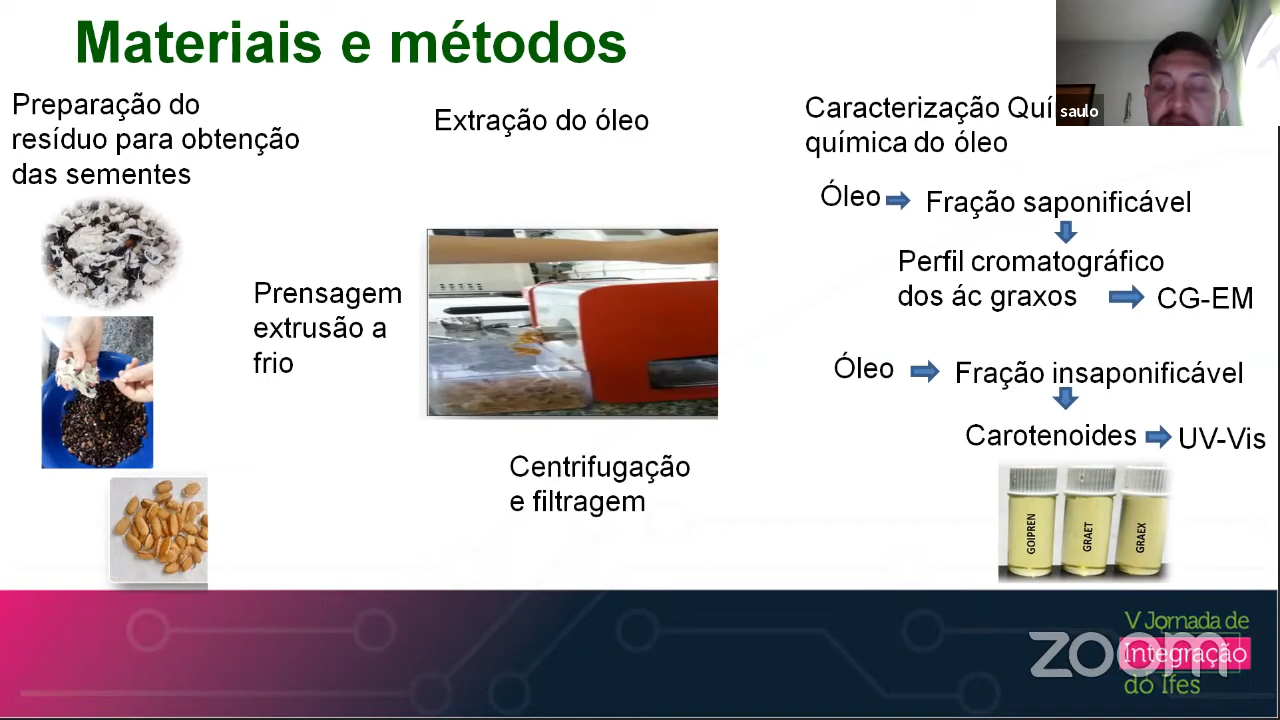 Materiais e métodos
Preparação do
resíduo para obtenção
das sementes
Extração do óleo
Prensagem
extrusão a
frio
Centrifugação
e filtragem
Caracterização Quí
química do óleo
saulo
Óleo
Fração saponificável
Perfil cromatográfico
dos ác graxos
CG-EM
Óleo
Fração insaponificável
Carotenoides
UV-Vis
GOIPREN
GRAET
GRAEX
V Jornada de
Integração
do Ifes
zoom